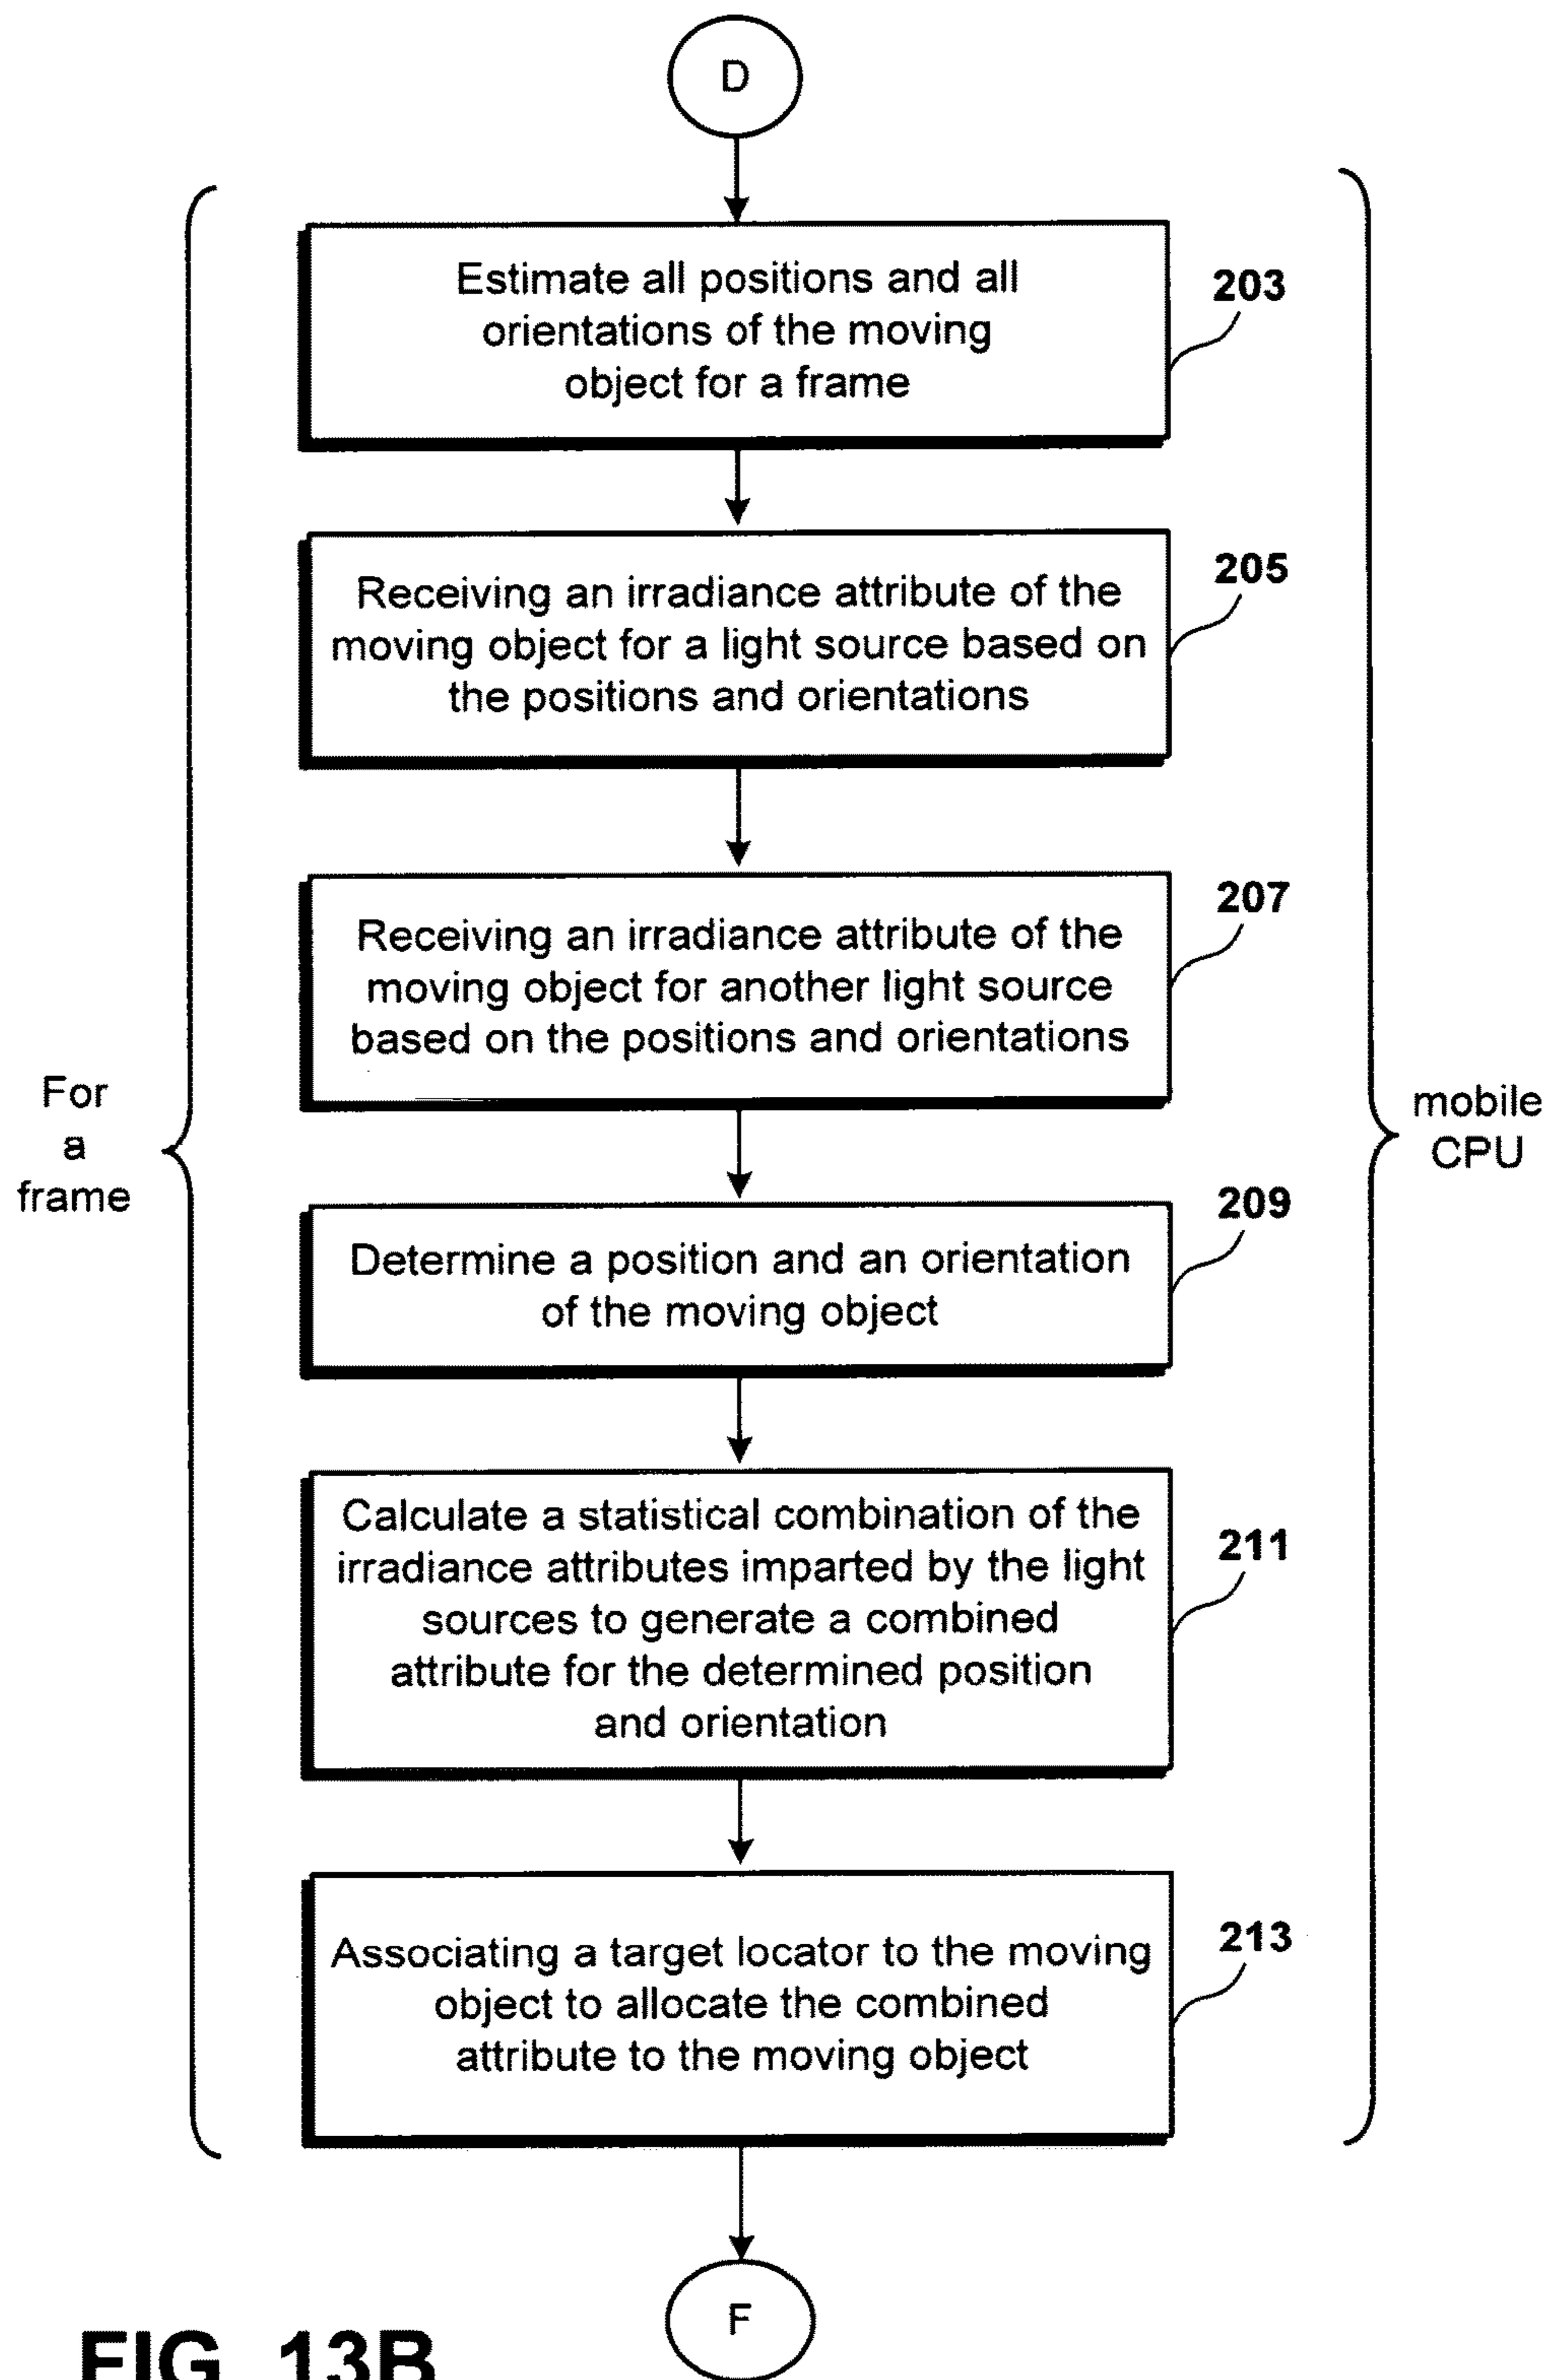 D
Estimate all positions and all
orientations of the moving
object for a frame
203
Receiving an irradiance attribute of the
moving object for a light source based on
the positions and orientations
205
Receiving an irradiance attribute of the
moving object for another light source
based on the positions and orientations
207
For
a
frame
mobile
CPU
Determine a position and an orientation
of the moving object
209
Calculate a statistical combination of the
irradiance attributes imparted by the light
sources to generate a combined
attribute for the determined position
and orientation
211
Associating a target locator to the moving
object to allocate the combined
attribute to the moving object
213
F
FIG. 13B